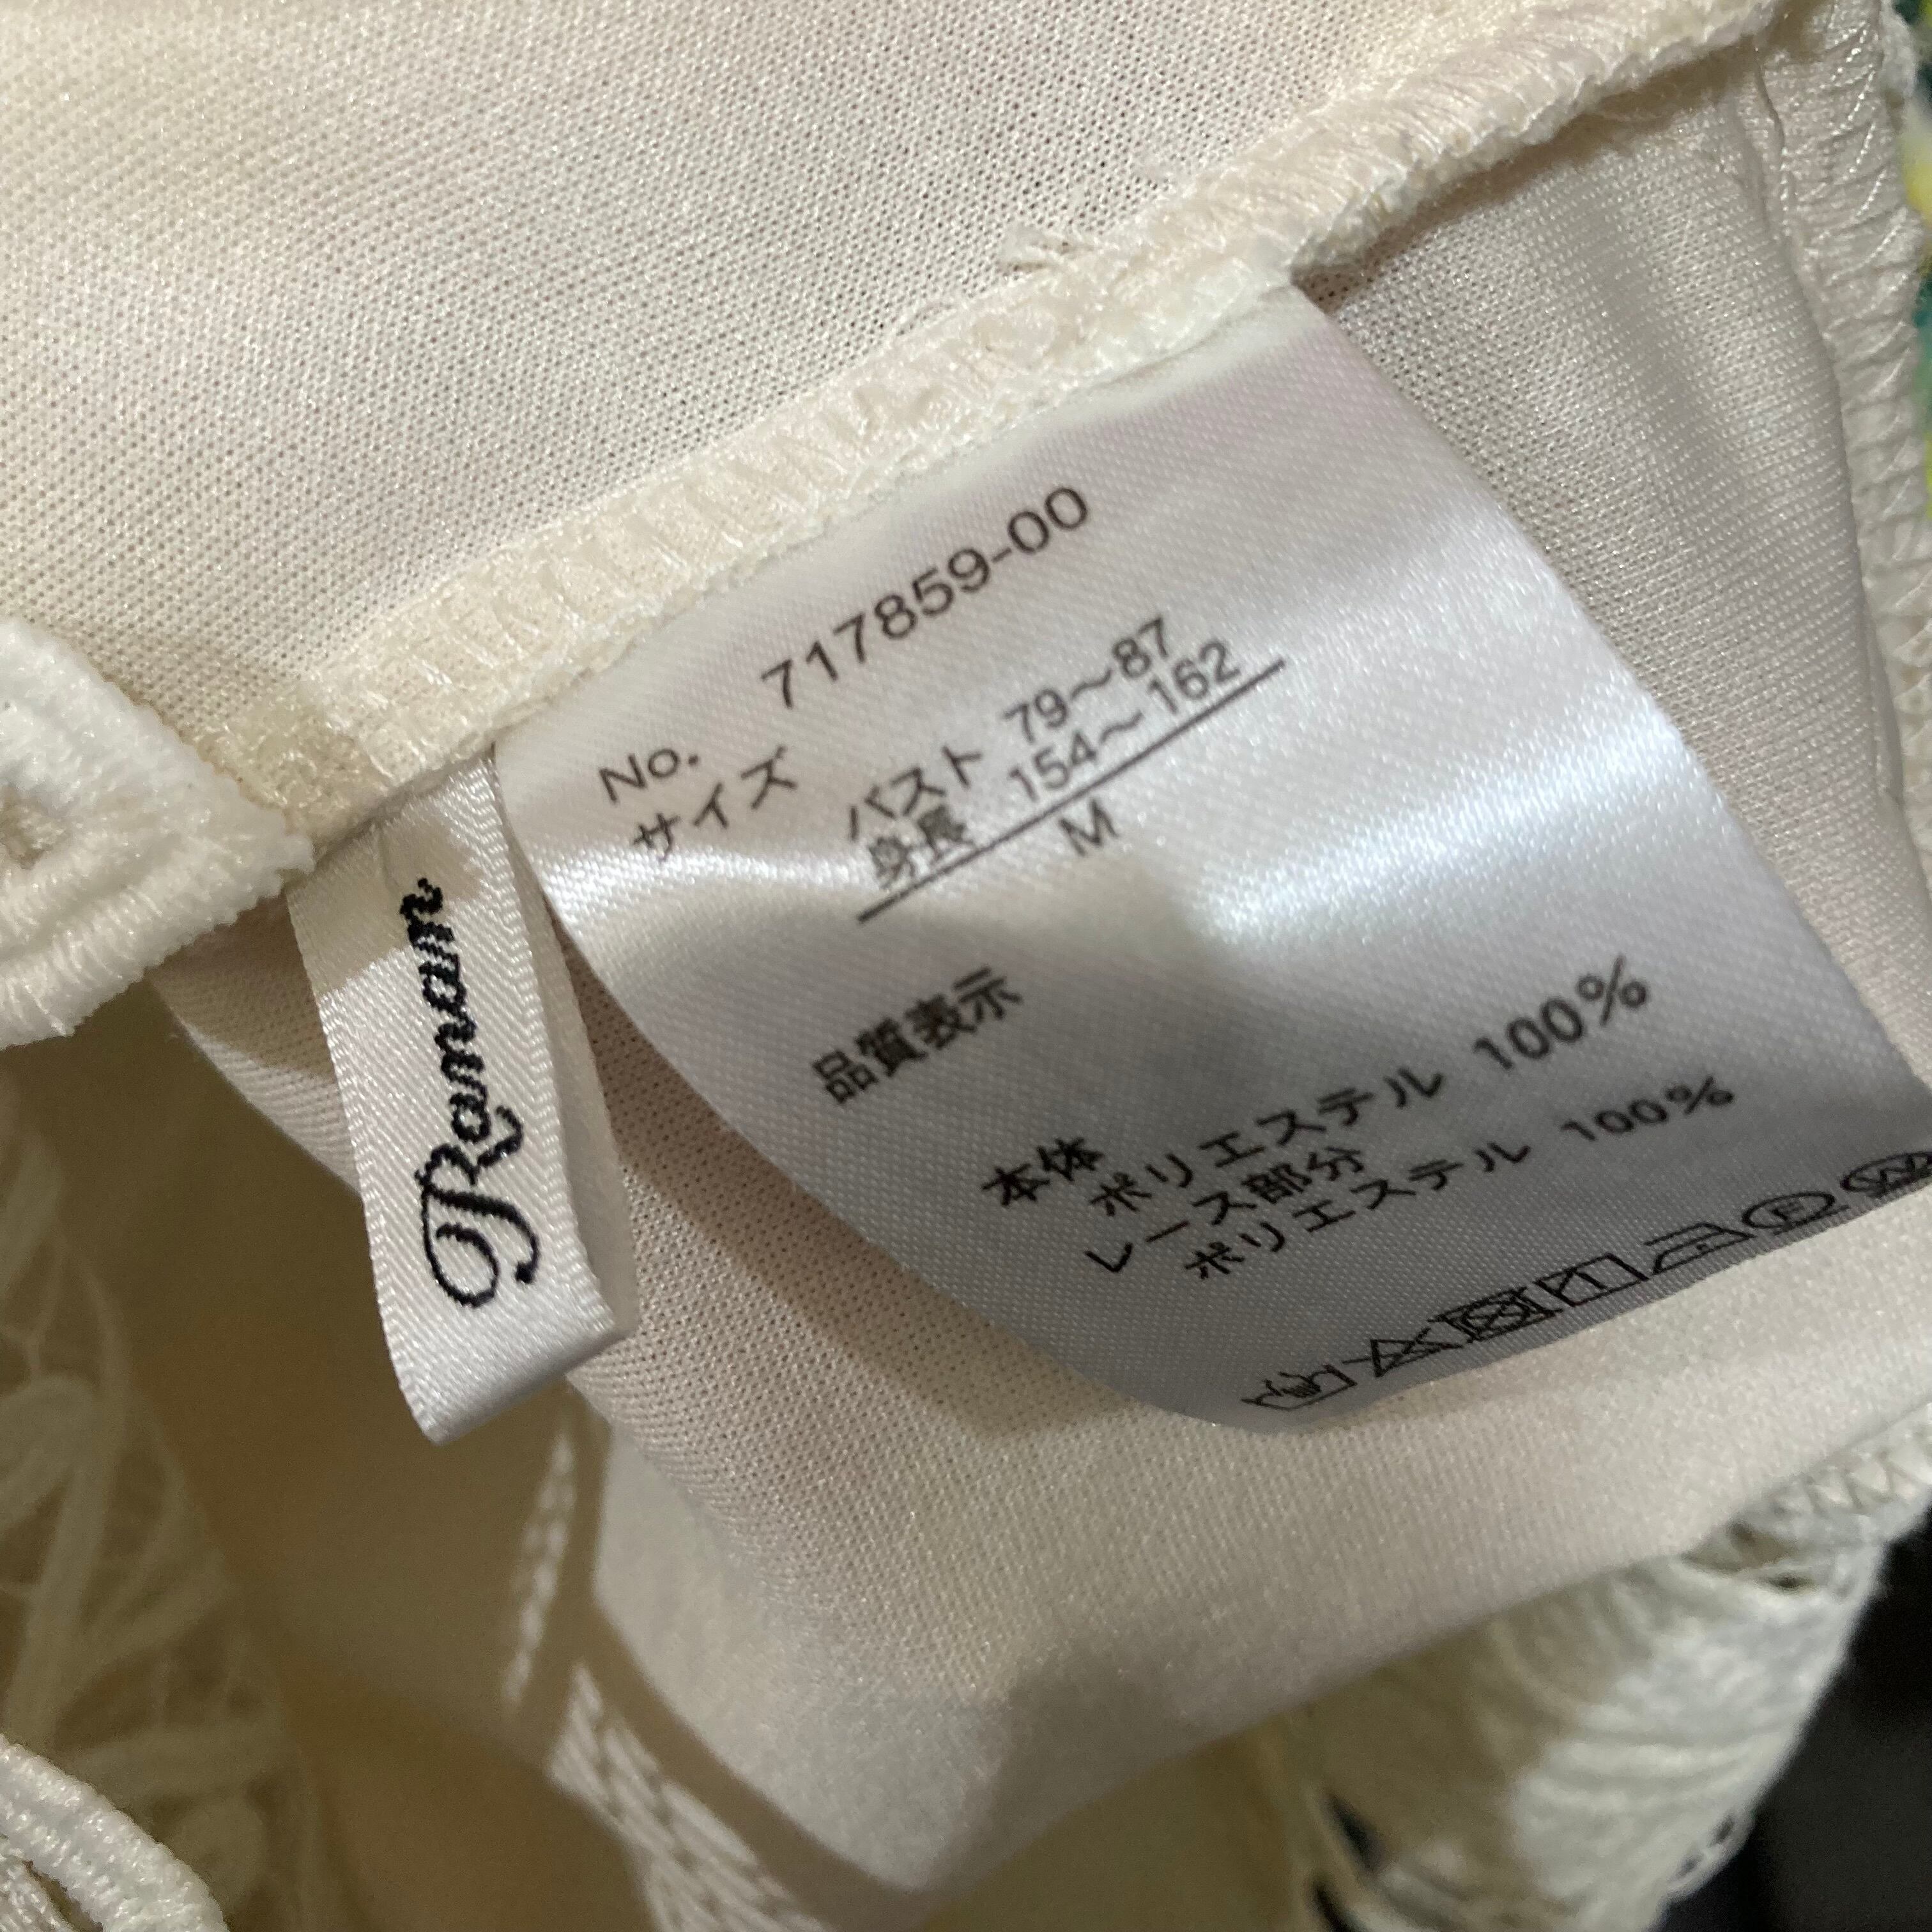 No. 717859-00
サイズ
バスト 79～87
身長 154～162
M
品質表示
本体
ポリエステル 100%
レース部分
ポリエステル 100%
Raman